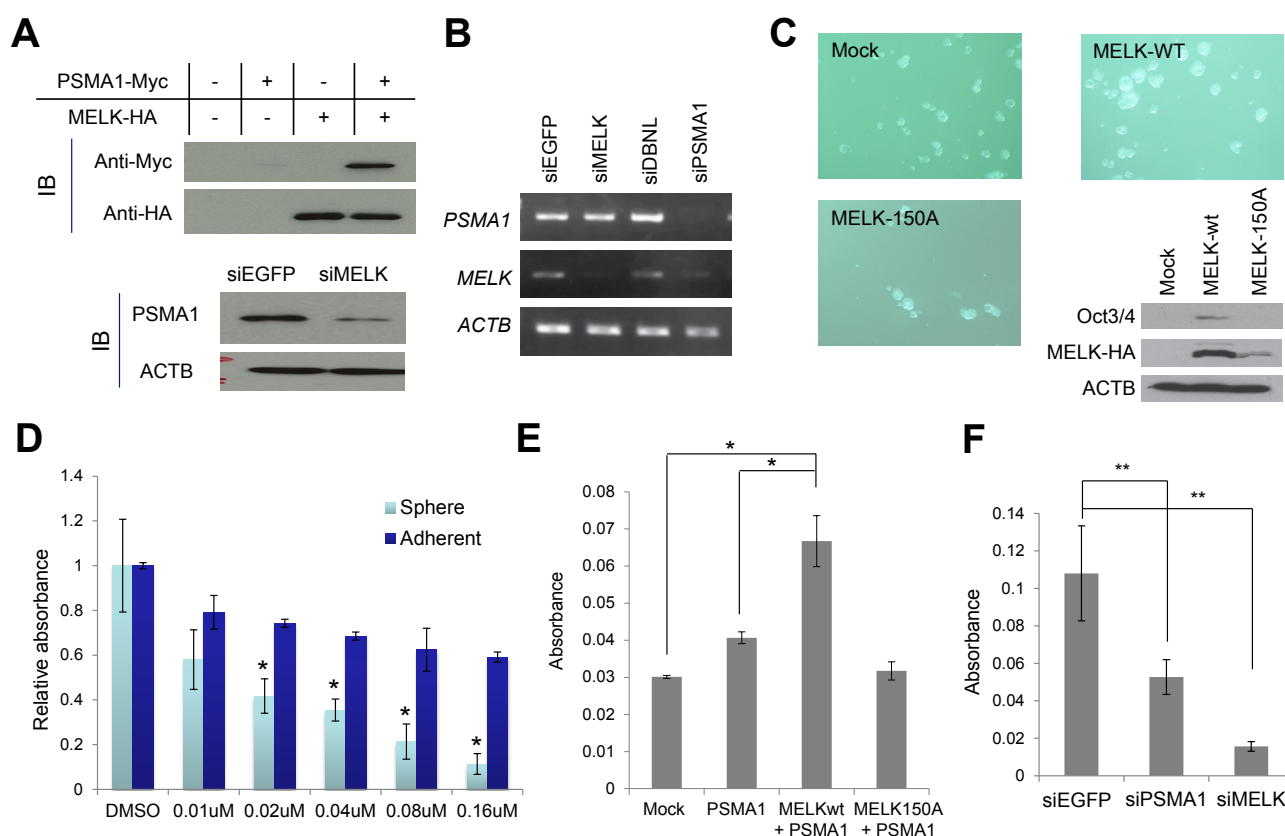 A
PSMA1-Myc - + - +
MELK-HA - - + +
IB
Anti-Myc
Anti-HA
siEGFP siMELK
IB
PSMA1
ACTB
B
siEGFP
siMELK
siDBNL
siPSMA1
PSMA1
MELK
ACTB
C
Mock
MELK-WT
MELK-150A
Mock
MELK-wt
MELK-150A
Oct3/4
MELK-HA
ACTB
D
Relative absorbance
1.4
1.2
1
0.8
0.6
0.4
0.2
0
Sphere
Adherent
* * * *
DMSO 0.01uM 0.02uM 0.04uM 0.08uM 0.16uM
E
Absorbance
0.08
0.07
0.06
0.05
0.04
0.03
0.02
0.01
0
*
*
Mock PSMA1 MELKwt MELK150A
+ PSMA1 + PSMA1
F
Absorbance
0.14
0.12
0.1
0.08
0.06
0.04
0.02
0
**
**
siEGFP siPSMA1 siMELK